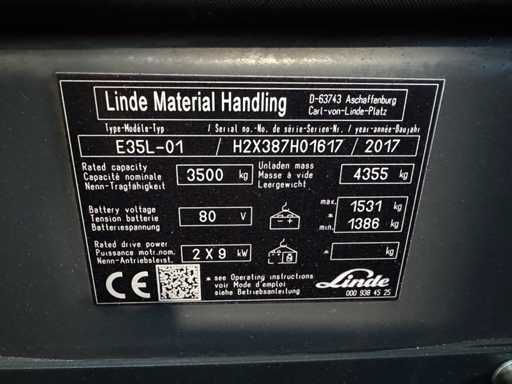 Linde Material Handling
D-63743 Aschaffenburg
Carl-von-Linde-Platz
Type-Modèle-Typ / Serial no.-No. de série-Serien-Nr. / year-année-Baujahr
E35L-01 / H2X387H01617 / 2017
Rated capacity
Capacité nominale
Nenn-Tragfähigkeit
3500 kg
Unladen mass
Masse à vide
Leergewicht
4355 kg
Battery voltage
Tension batterie
Batteriespannung
80 V
max. 1531 kg
*
min. 1386 kg
Rated drive power
Puissance motr.nom.
Nenn-Antriebsleist.
2 X 9 kW
* kg
CE
* see Operating instructions
voir Mode d'emploi
siehe Betriebsanleitung
Linde
000 938 45 25